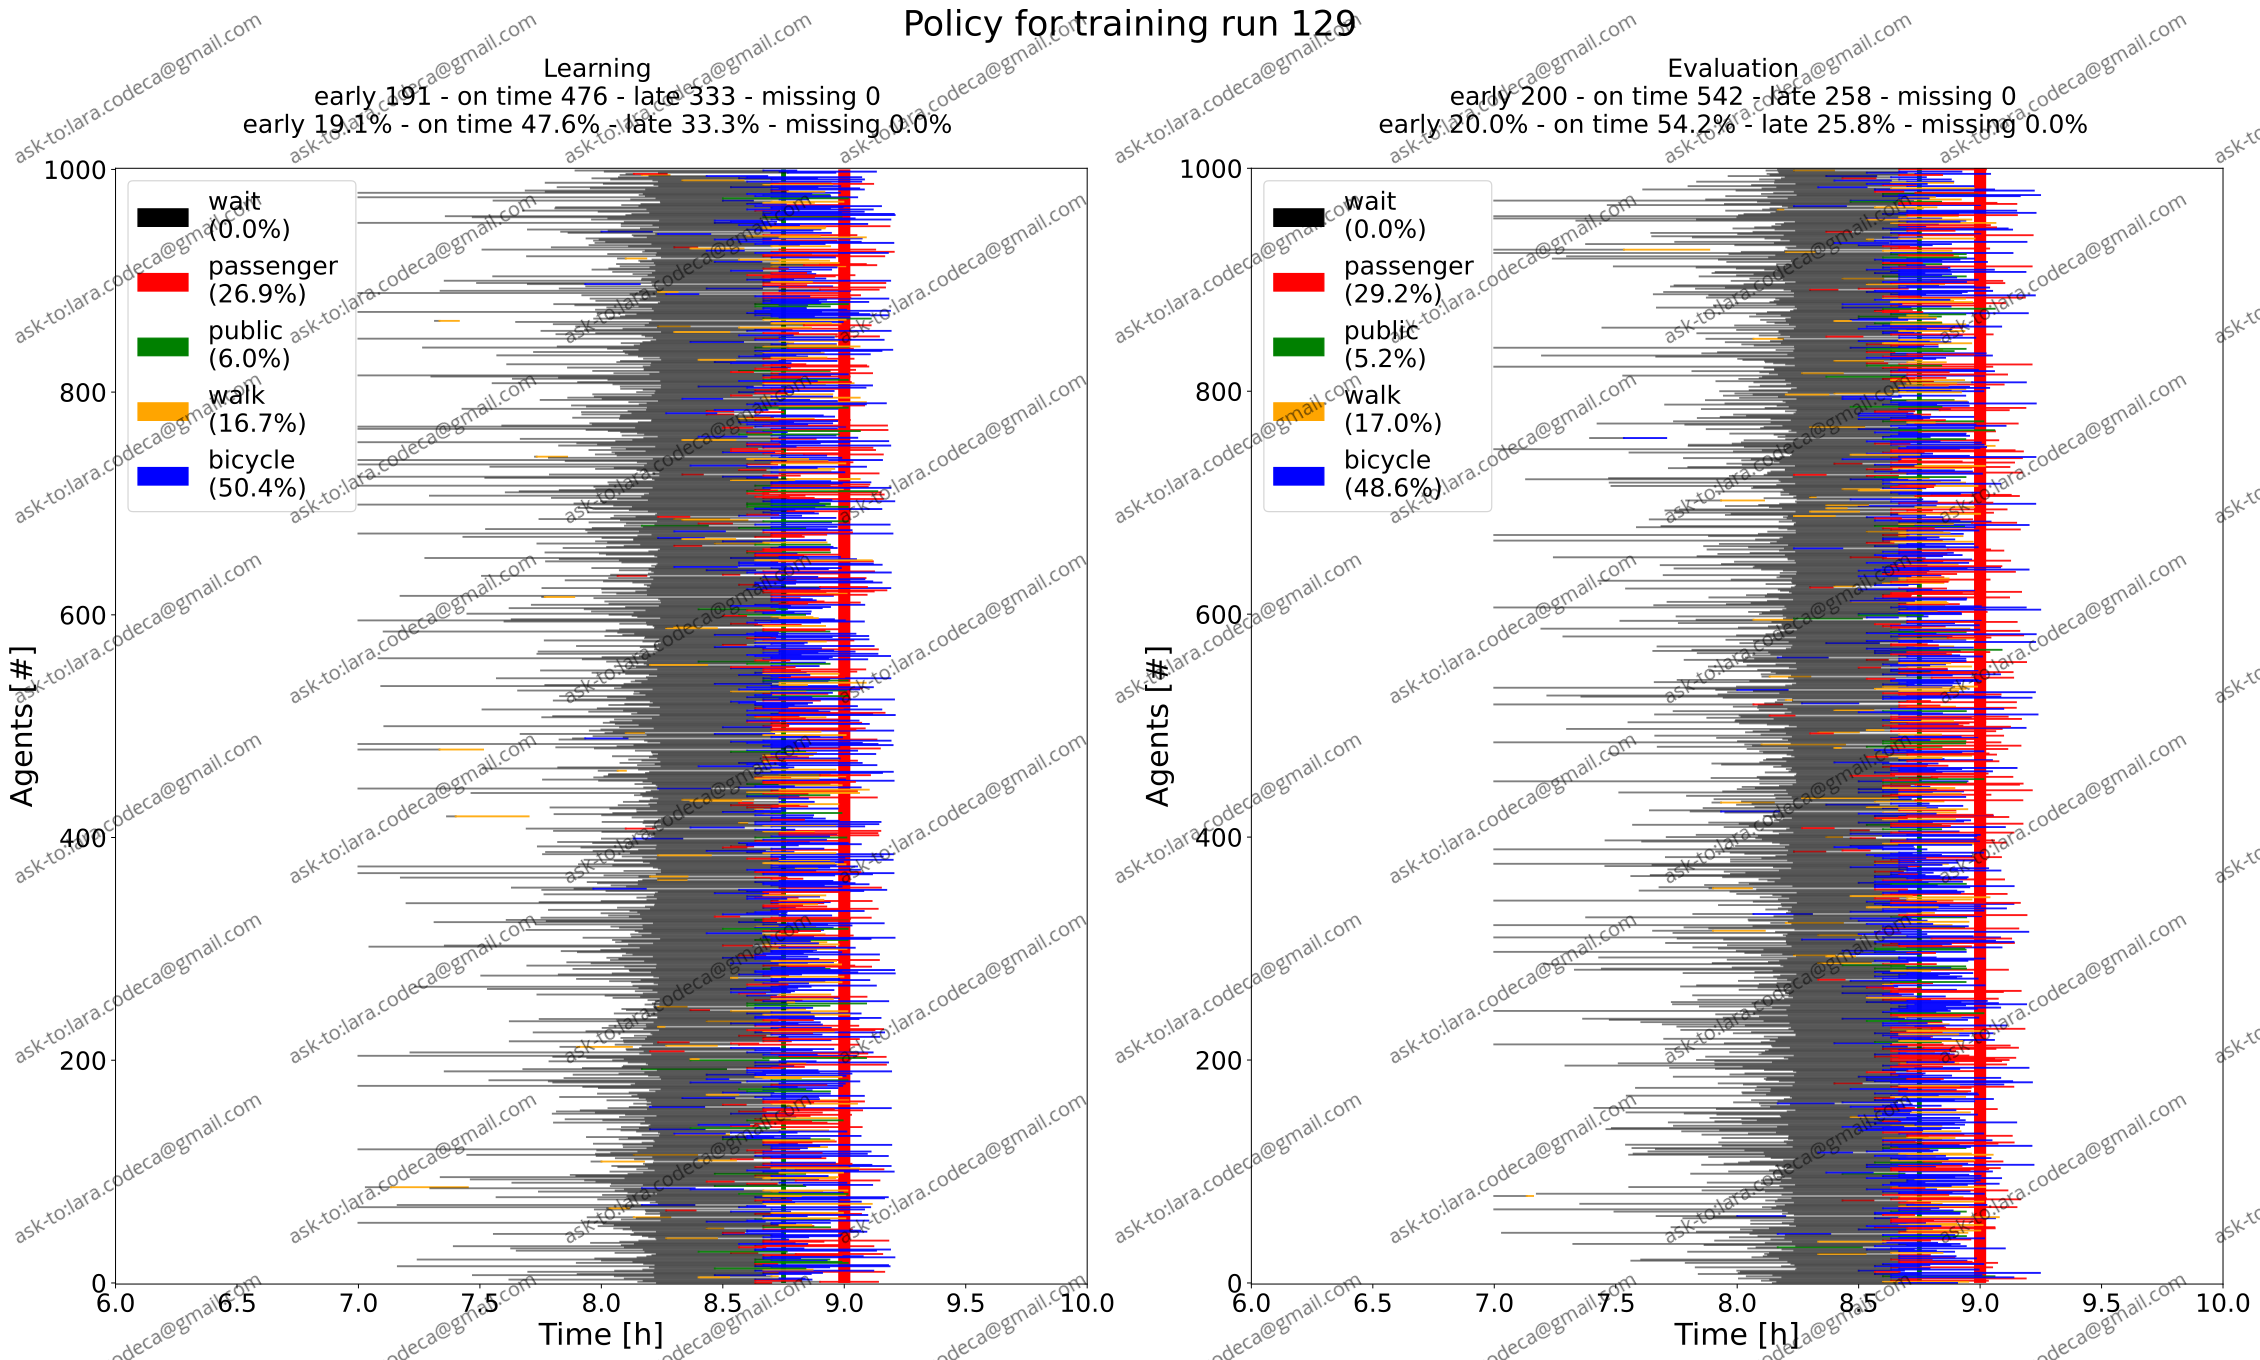 Policy for training run 129
Learning
early 191 - on time 476 - late 333 - missing 0
early 19.1% - on time 47.6% - late 33.3% - missing 0.0%
Evaluation
early 200 - on time 542 - late 258 - missing 0
early 20.0% - on time 54.2% - late 25.8% - missing 0.0%
1000
800
600
400
200
0
Agents [#]
wait
(0.0%)
passenger
(26.9%)
public
(6.0%)
walk
(16.7%)
bicycle
(50.4%)
6.0 6.5 7.0 7.5 8.0 8.5 9.0 9.5 10.0
Time [h]
1000
800
600
400
200
0
Agents [#]
wait
(0.0%)
passenger
(29.2%)
public
(5.2%)
walk
(17.0%)
bicycle
(48.6%)
6.0 6.5 7.0 7.5 8.0 8.5 9.0 9.5 10.0
Time [h]
ask-to:lara.codeca@gmail.com